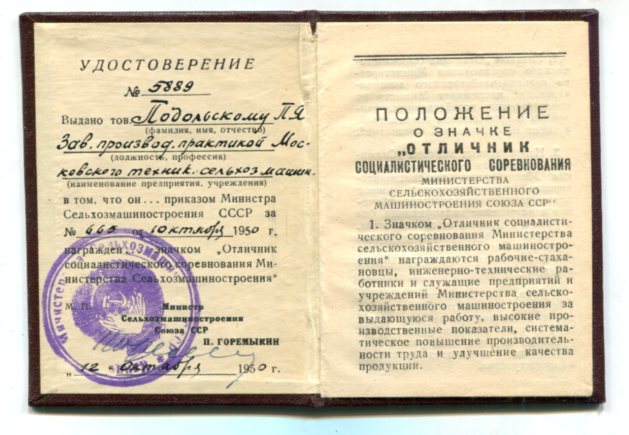 УДОСТОВЕРЕНИЕ
№ 5889
Выдано тов. Подольскому П.Я
(фамилия, имя, отчество)
Зав. производ. практикой Мос-
(должность, профессия)
ковского техник. сельхоз машин.
(наименование предприятия, учреждения)
в том, что он... приказом Министра
Сельхозмашиностроения СССР за
№ 665 от 10 октября 1950 г.
награжден значком "Отличник
социалистического соревнования Ми-
нистерства Сельхозмашиностроения"
М. П. Министр
Сельхозмашиностроения
Союза ССР
П. ГОРЕМЫКИН
„12" октября 1950 г.
ПОЛОЖЕНИЕ
О ЗНАЧКЕ
„ОТЛИЧНИК
СОЦИАЛИСТИЧЕСКОГО СОРЕВНОВАНИЯ
МИНИСТЕРСТВА
СЕЛЬСКОХОЗЯЙСТВЕННОГО
МАШИНОСТРОЕНИЯ СОЮЗА ССР"
1. Значком "Отличник социалисти-
ческого соревнования Министерства
сельскохозяйственного машинострое-
ния" награждаются рабочие-стаха-
новцы, инженерно-технические ра-
ботники и служащие предприятий и
учреждений Министерства сельско-
хозяйственного машиностроения за
выдающуюся работу, высокие про-
изводственные показатели, система-
тическое повышение производитель-
ности труда и улучшение качества
продукции.